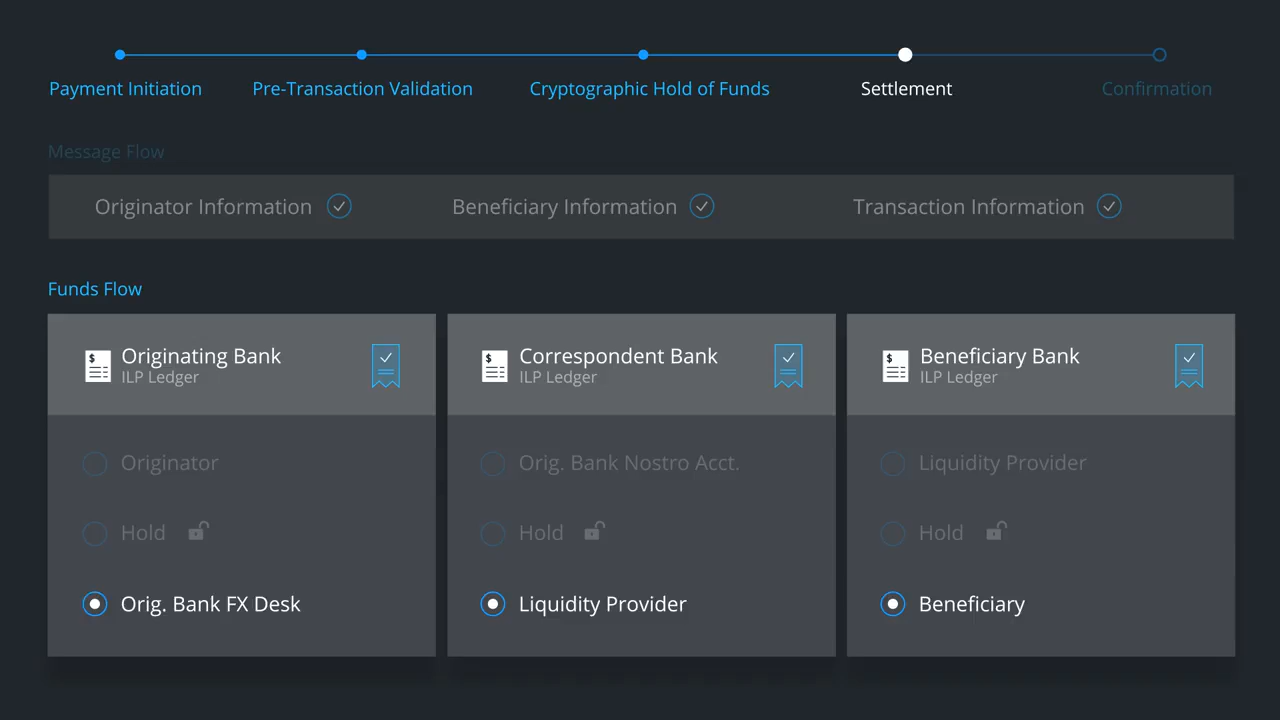 Payment Initiation
Pre-Transaction Validation
Cryptographic Hold of Funds
Settlement
Confirmation
Message Flow
Originator Information
Beneficiary Information
Transaction Information
Funds Flow
$
Originating Bank
ILP Ledger
$
Correspondent Bank
ILP Ledger
$
Beneficiary Bank
ILP Ledger
Originator
Hold
Orig. Bank FX Desk
Orig. Bank Nostro Acct.
Hold
Liquidity Provider
Liquidity Provider
Hold
Beneficiary